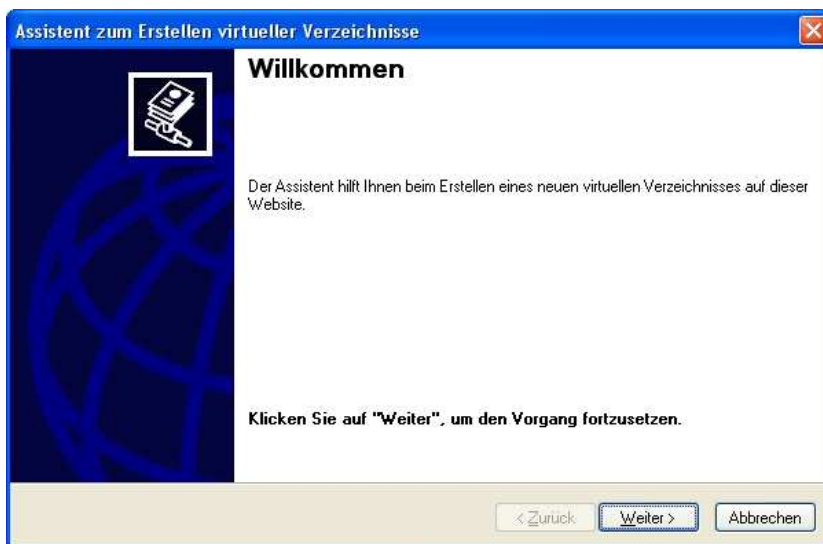 Assistent zum Erstellen virtueller Verzeichnisse
Willkommen
Der Assistent hilft Ihnen beim Erstellen eines neuen virtuellen Verzeichnisses auf dieser
Website.
Klicken Sie auf "Weiter", um den Vorgang fortzusetzen.
< Zurück Weiter > Abbrechen